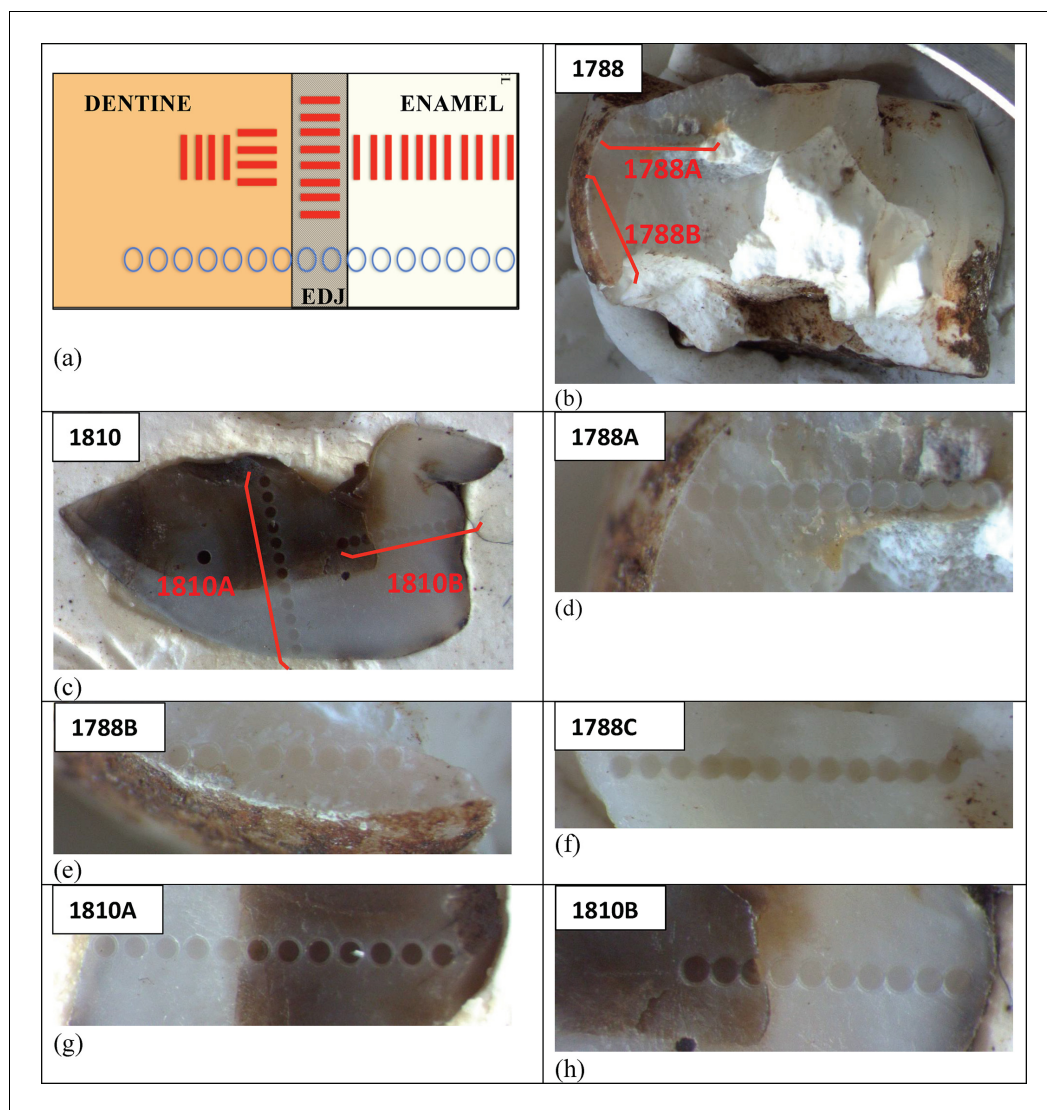 DENTINE
ENAMEL
EDJ
(a)
1788
1788A
1788B
(b)
1810
1810A
1810B
(c)
1788A
(d)
1788B
(e)
1788C
(f)
1810A
(g)
1810B
(h)